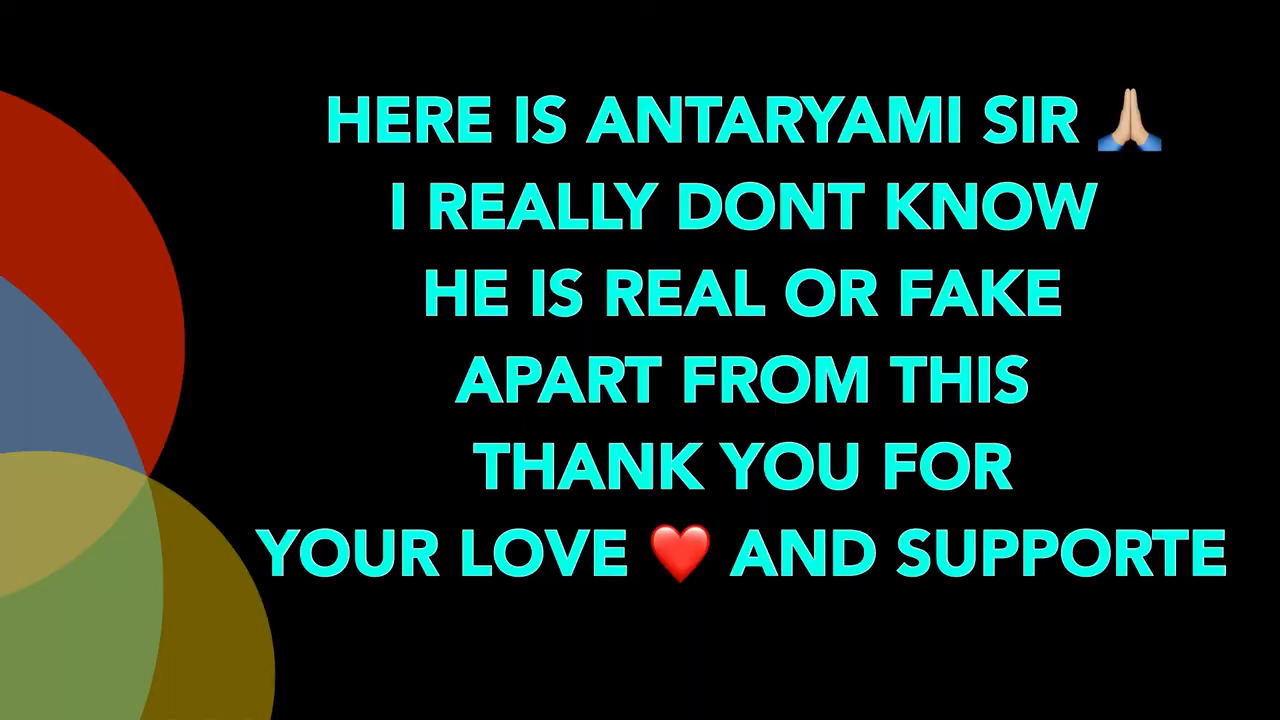 HERE IS ANTARYAMI SIR 🙏🏼
I REALLY DONT KNOW
HE IS REAL OR FAKE
APART FROM THIS
THANK YOU FOR
YOUR LOVE ❤️ AND SUPPORTE